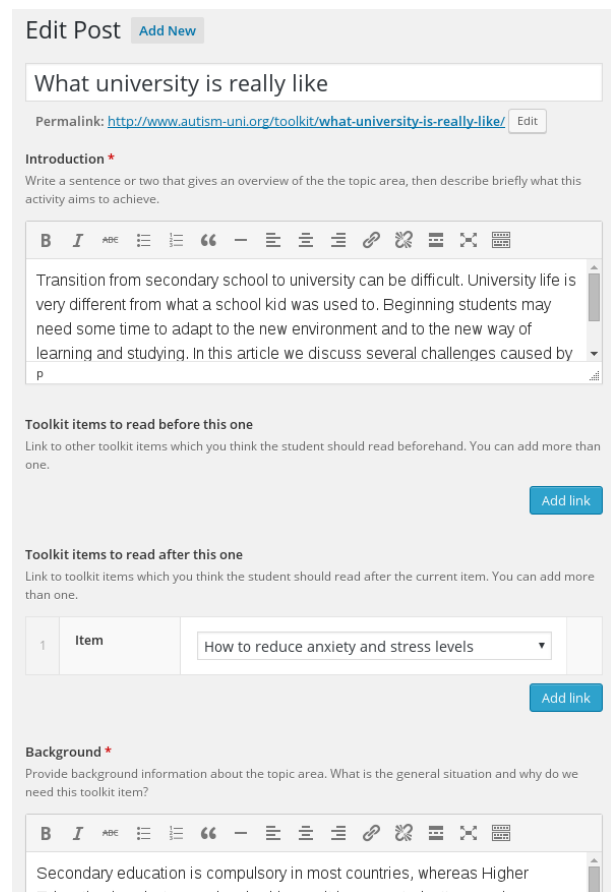 Edit Post Add New
What university is really like
Permalink: http://www.autism-uni.org/toolkit/what-university-is-really-like/ Edit
Introduction *
Write a sentence or two that gives an overview of the the topic area, then describe briefly what this
activity aims to achieve.
B I ABC
Transition from secondary school to university can be difficult. University life is
very different from what a school kid was used to. Beginning students may
need some time to adapt to the new environment and to the new way of
learning and studying. In this article we discuss several challenges caused by
p
Toolkit items to read before this one
Link to other toolkit items which you think the student should read beforehand. You can add more than
one.
Add link
Toolkit items to read after this one
Link to toolkit items which you think the student should read after the current item. You can add more
than one.
1 Item How to reduce anxiety and stress levels
Add link
Background *
Provide background information about the topic area. What is the general situation and why do we
need this toolkit item?
B I ABC
Secondary education is compulsory in most countries, whereas Higher